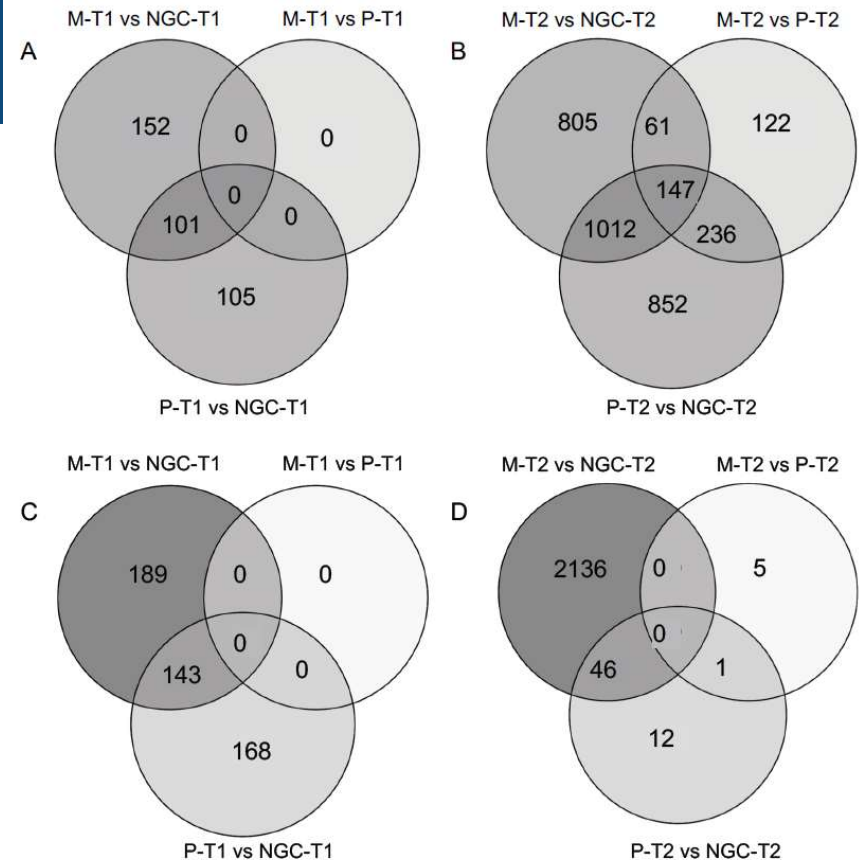 M-T1 vs NGC-T1 M-T1 vs P-T1
A
152 0 0
0
101 0
105
P-T1 vs NGC-T1
M-T2 vs NGC-T2 M-T2 vs P-T2
B
805 61 122
147
1012 236
852
P-T2 vs NGC-T2
M-T1 vs NGC-T1 M-T1 vs P-T1
C
189 0 0
0
143 0
168
P-T1 vs NGC-T1
M-T2 vs NGC-T2 M-T2 vs P-T2
D
2136 0 5
0
46 1
12
P-T2 vs NGC-T2